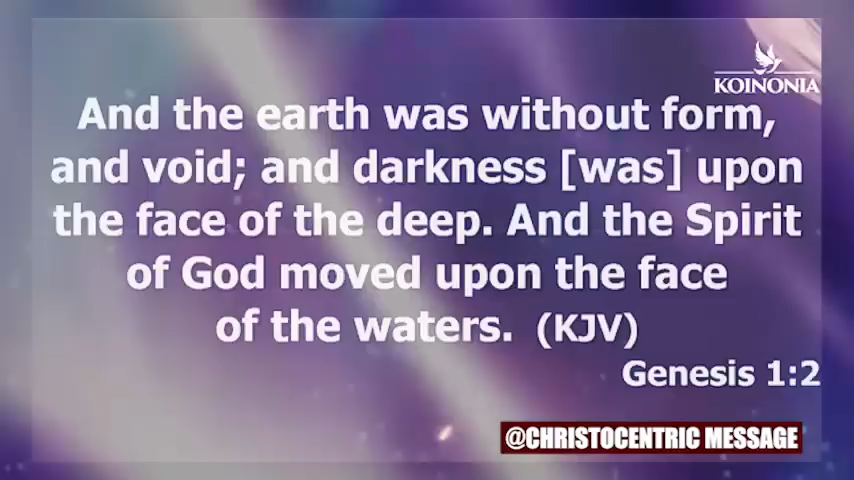 KOINONIA
And the earth was without form,
and void; and darkness [was] upon
the face of the deep. And the Spirit
of God moved upon the face
of the waters. (KJV)
Genesis 1:2
@CHRISTOCENTRIC MESSAGE